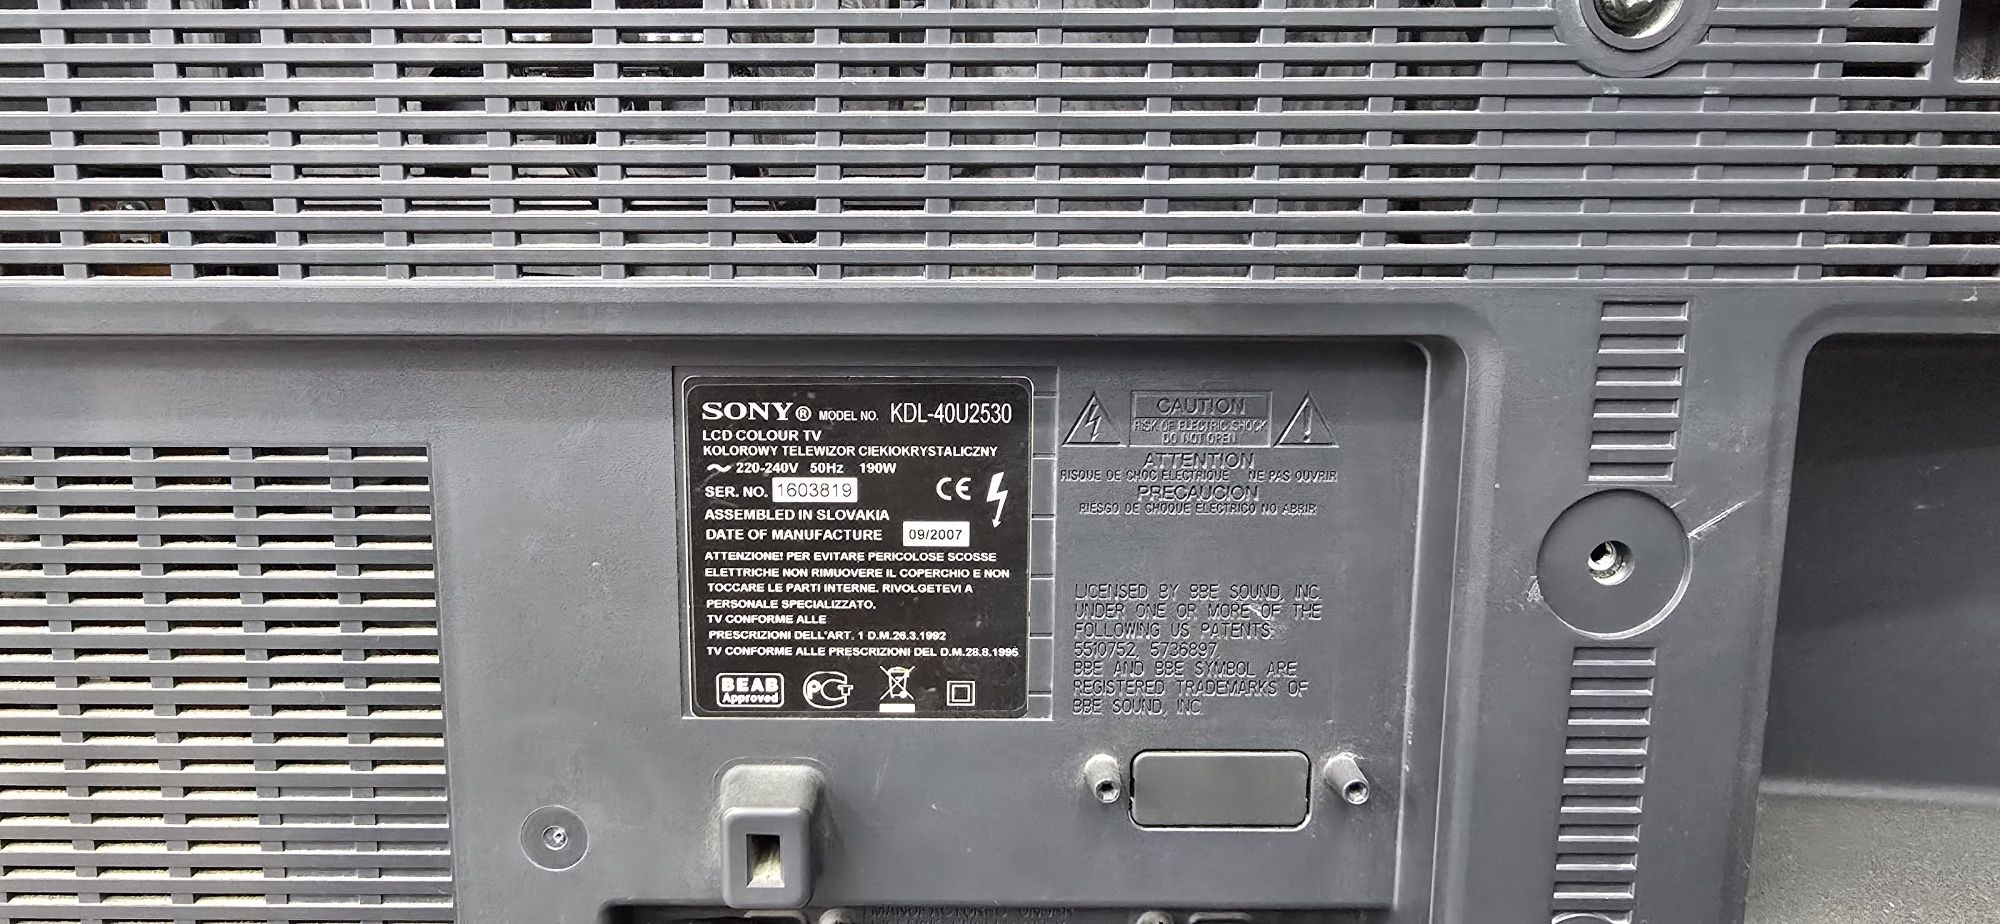 SONY® MODEL NO. KDL-40U2530
LCD COLOUR TV
KOLOROWY TELEWIZOR CIEKIOKRYSTALICZNY
220-240V 50Hz 190W
SER. NO. 1603819
CE
ASSEMBLED IN SLOVAKIA
DATE OF MANUFACTURE 09/2007
ATTENZIONE! PER EVITARE PERICOLOSE SCOSSE
ELETTRICHE NON RIMUOVERE IL COPERCHIO E NON
TOCCARE LE PARTI INTERNE. RIVOLGETEVI A
PERSONALE SPECIALIZZATO.
TV CONFORME ALLE
PRESCRIZIONI DELL'ART. 1 D.M.26.3.1992
TV CONFORME ALLE PRESCRIZIONI DEL D.M.28.8.1995
BEAB
Approved
CAUTION
RISK OF ELECTRIC SHOCK
DO NOT OPEN
ATTENTION
RISQUE DE CHOC ELECTRIQUE NE PAS OUVRIR
PRECAUCION
RIESGO DE CHOQUE ELECTRICO NO ABRIR
LICENSED BY BBE SOUND, INC.
UNDER ONE OR MORE OF THE
FOLLOWING US PATENTS:
5510752, 5736897.
BBE AND BBE SYMBOL ARE
REGISTERED TRADEMARKS OF
BBE SOUND, INC.
MANUFACTURED UNDER